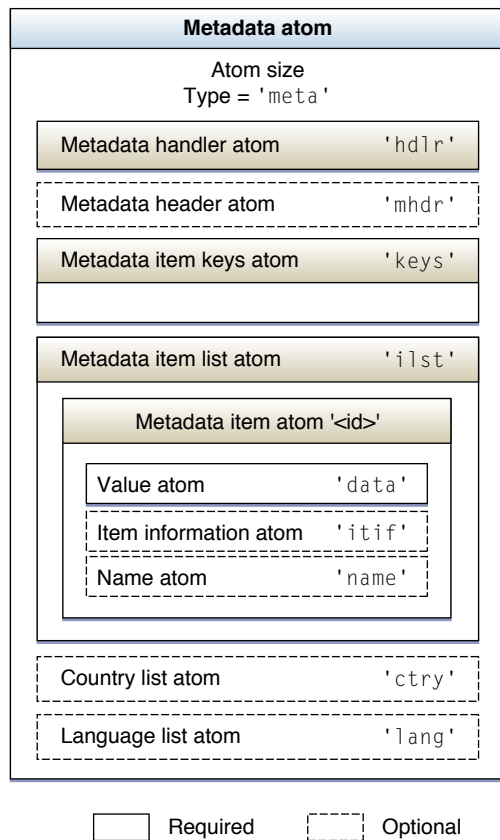 Metadata atom
Atom size
Type = 'meta'
Metadata handler atom 'hdlr'
Metadata header atom 'mhdr'
Metadata item keys atom 'keys'
Metadata item list atom 'ilst'
Metadata item atom '<id>'
Value atom 'data'
Item information atom 'itif'
Name atom 'name'
Country list atom 'ctry'
Language list atom 'lang'
Required Optional